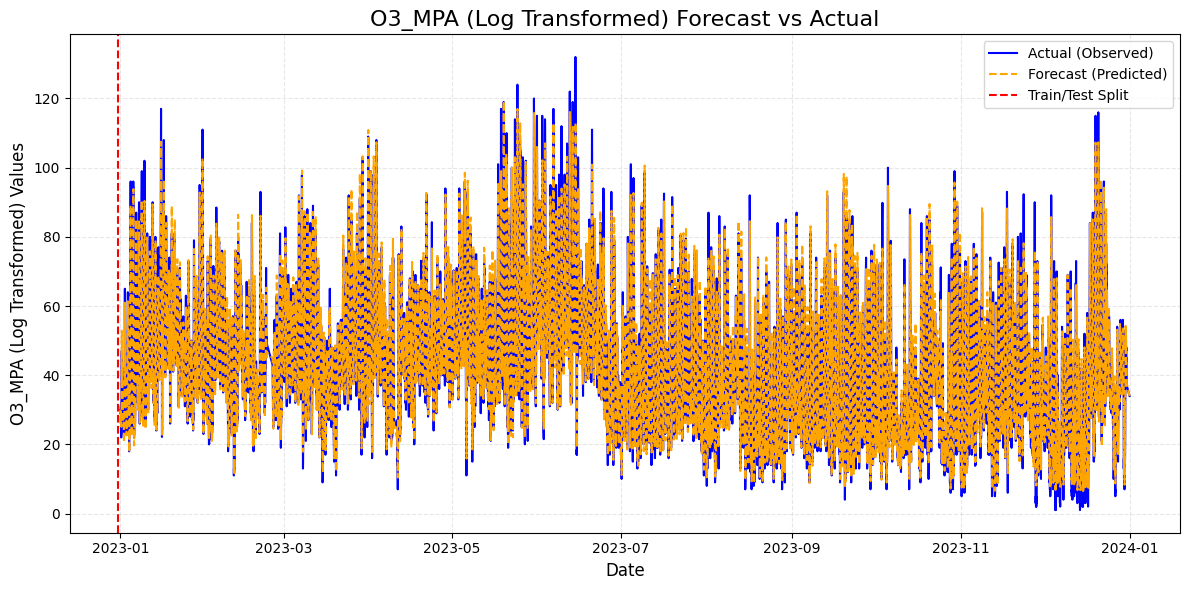 O3_MPA (Log Transformed) Forecast vs Actual
Actual (Observed)
Forecast (Predicted)
Train/Test Split
O3_MPA (Log Transformed) Values
120
100
80
60
40
20
0
2023-01
2023-03
2023-05
2023-07
2023-09
2023-11
2024-01
Date